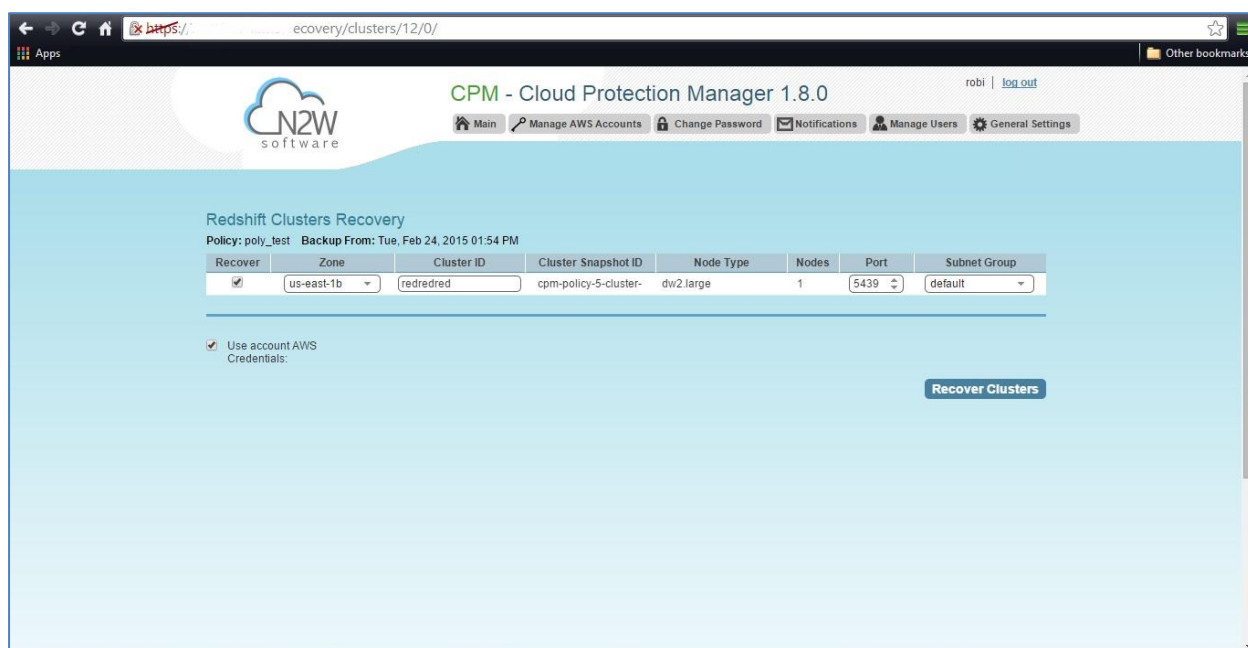 https:// ecovery/clusters/12/0/
Apps Other bookmarks
robi | log out
CPM - Cloud Protection Manager 1.8.0
N2W
software
Main Manage AWS Accounts Change Password Notifications Manage Users General Settings
Redshift Clusters Recovery
Policy: poly_test Backup From: Tue, Feb 24, 2015 01:54 PM
Recover Zone Cluster ID Cluster Snapshot ID Node Type Nodes Port Subnet Group
us-east-1b redredred cpm-policy-5-cluster- dw2.large 1 5439 default
Use account AWS
Credentials:
Recover Clusters